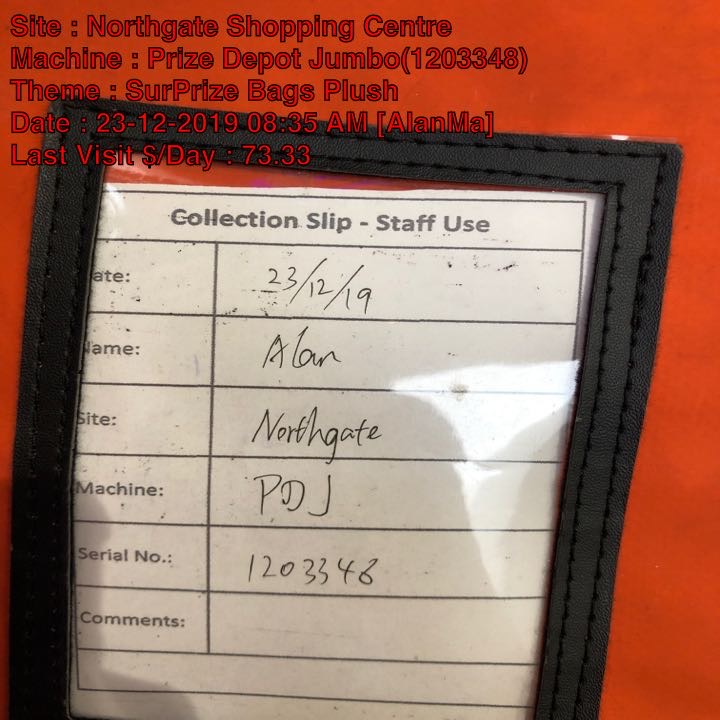 Site : Northgate Shopping Centre
Machine : Prize Depot Jumbo(1203348)
Theme : SurPrize Bags Plush
Date : 23-12-2019 08:35 AM [AlanMa]
Last Visit $/Day : 73.33
Collection Slip - Staff Use
ate: 23/12/19
Name: Alan
Site: Northgate
Machine: PDJ
Serial No.: 1203348
Comments: